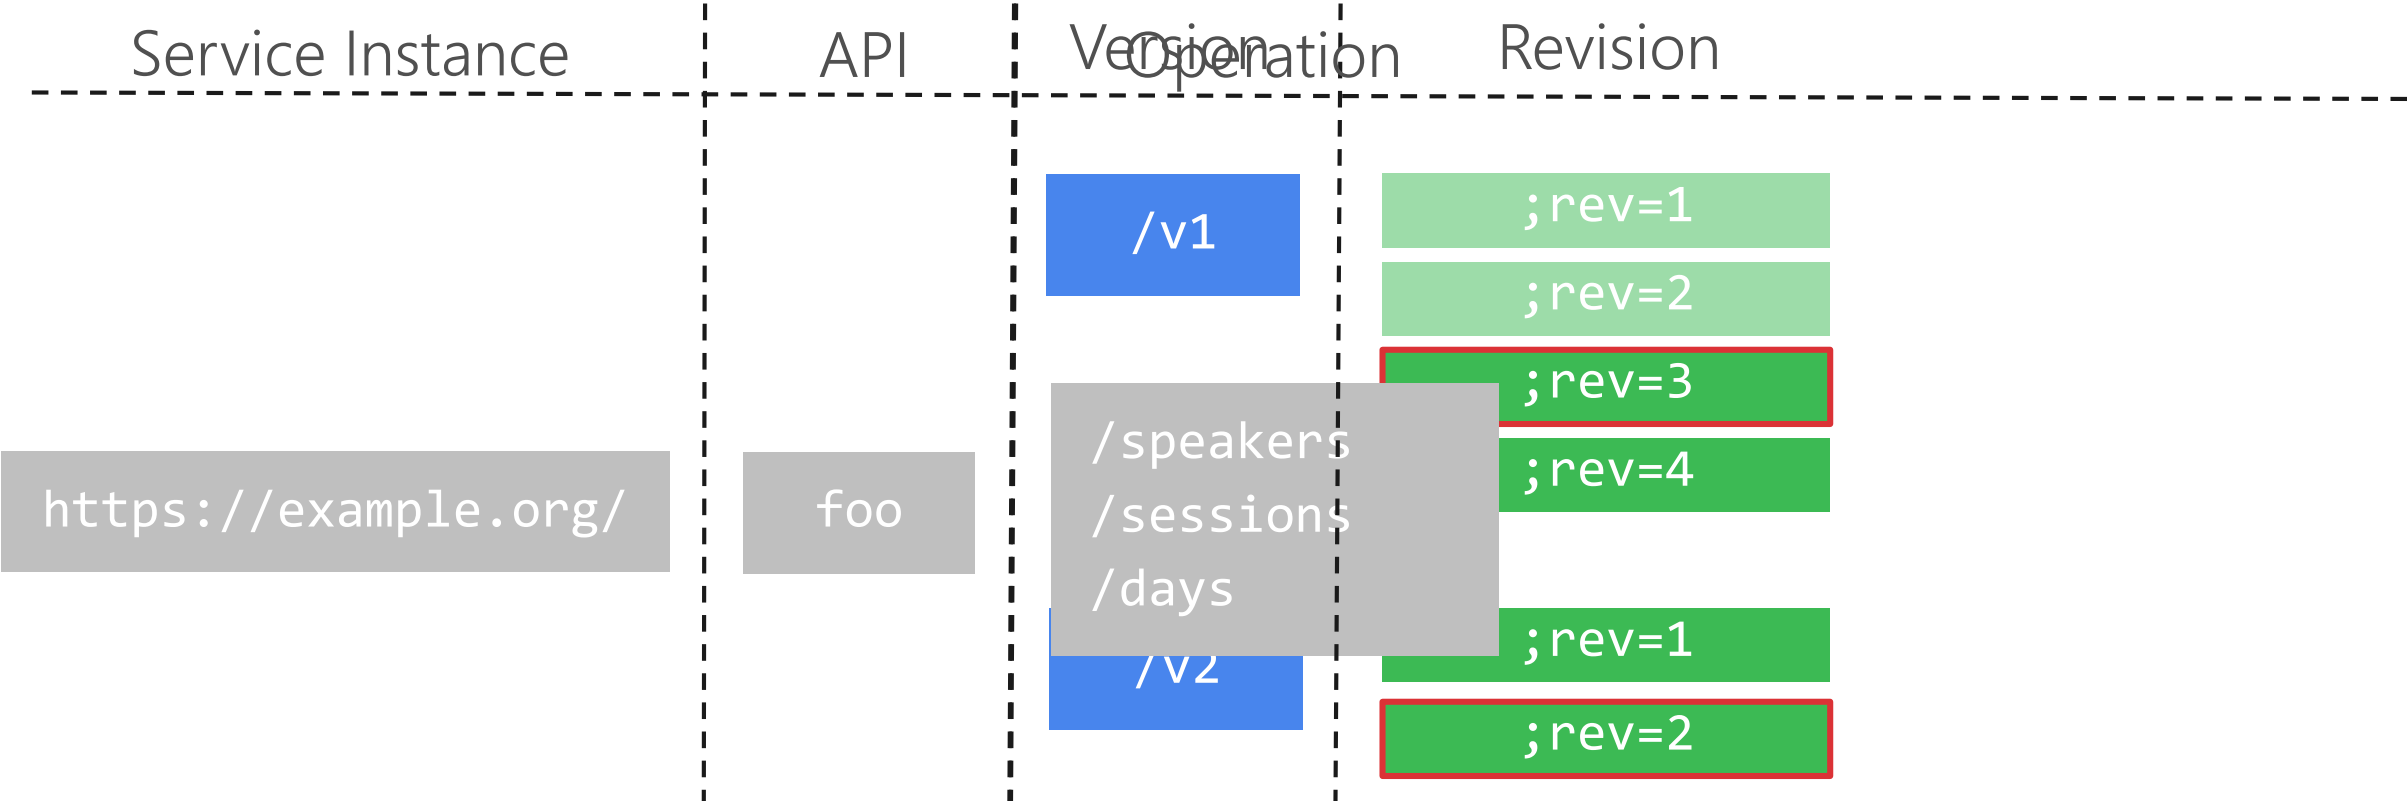 Service Instance
API
Version
Operation
Revision
/v1
;rev=1
;rev=2
;rev=3
;rev=4
https://example.org/
foo
/speakers
/sessions
/days
/v2
;rev=1
;rev=2